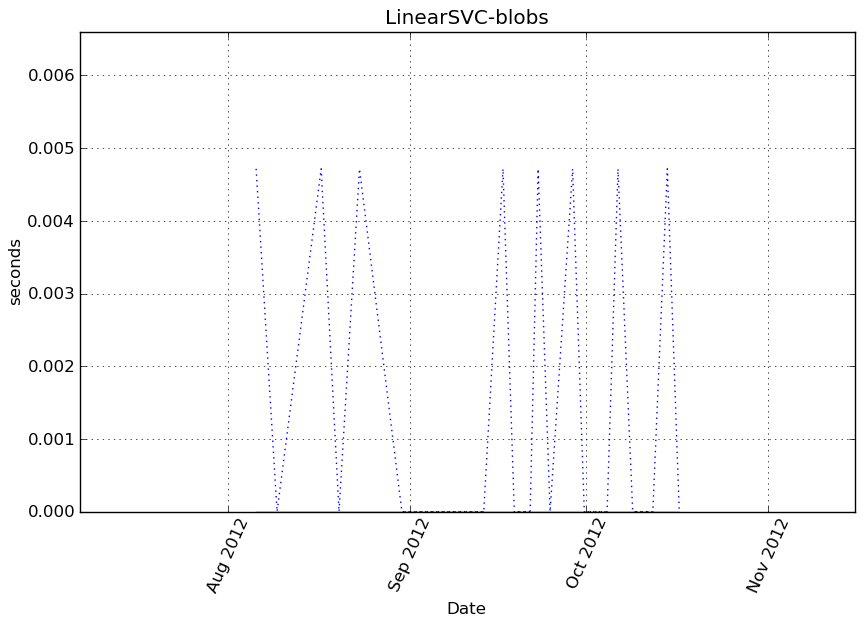 LinearSVC-blobs
0.006
0.005
0.004
0.003
0.002
0.001
0.000
seconds
Aug 2012
Sep 2012
Oct 2012
Nov 2012
Date